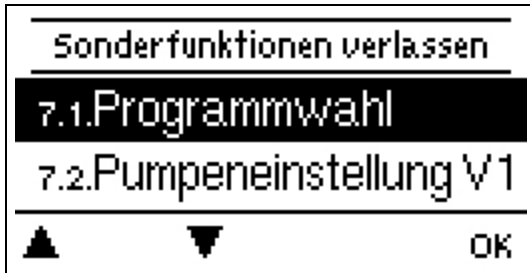 Sonderfunktionen verlassen
7.1.Programmwahl
7.2.Pumpeneinstellung V1
OK